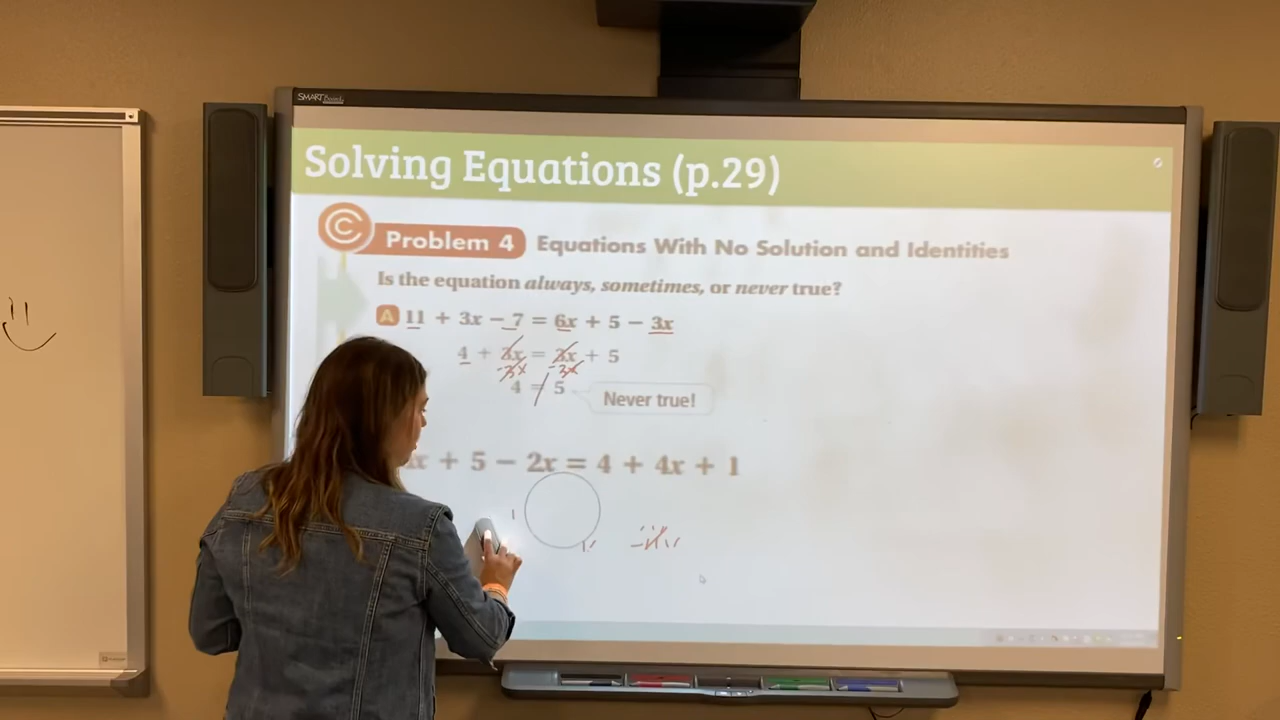 SMART Board
Solving Equations (p.29)
Problem 4 Equations With No Solution and Identities
Is the equation always, sometimes, or never true?
A 11 + 3x − 7 = 6x + 5 − 3x
4 + 3x = 3x + 5
-3x -3x
4 = 5 Never true!
x + 5 − 2x = 4 + 4x + 1